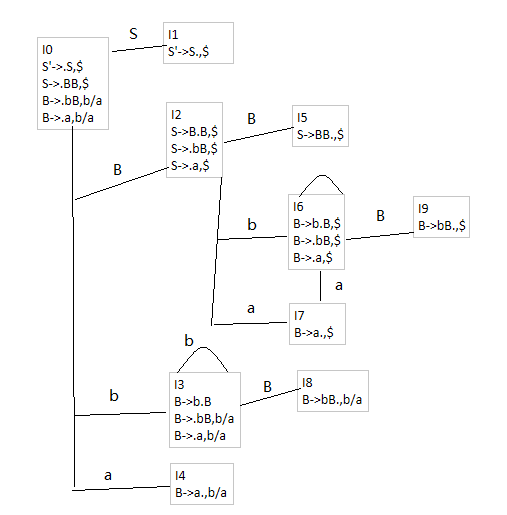 I0
S'->.S,$
S->.BB,$
B->.bB,b/a
B->.a,b/a
S
I1
S'->S.,$
B
I2
S->B.B,$
S->.bB,$
S->.a,$
B
I5
S->BB.,$
b
I6
B->b.B,$
B->.bB,$
B->.a,$
B
I9
B->bB.,$
a
a
I7
B->a.,$
b
b
I3
B->b.B
B->.bB,b/a
B->.a,b/a
B
I8
B->bB.,b/a
a
I4
B->a.,b/a